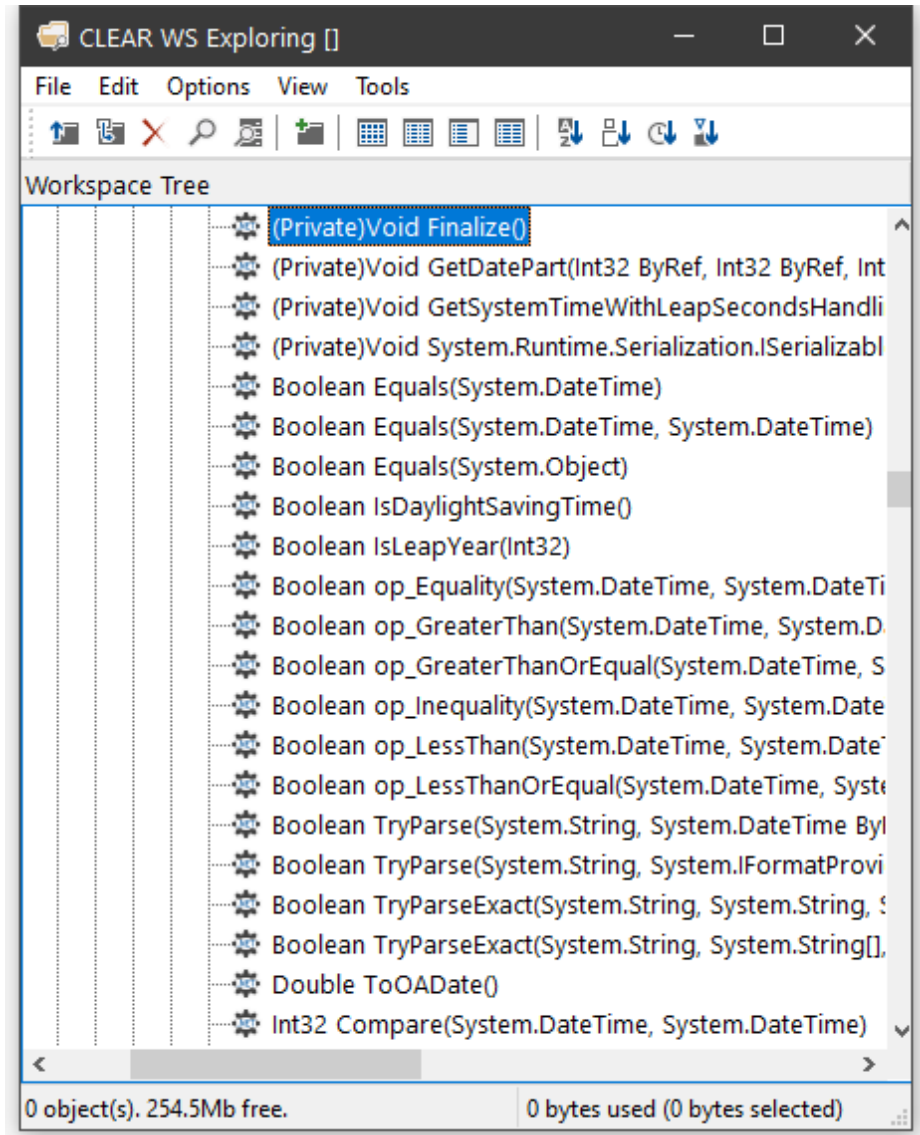 CLEAR WS Exploring []
File Edit Options View Tools
Workspace Tree
(Private)Void Finalize()
(Private)Void GetDatePart(Int32 ByRef, Int32 ByRef, Int
(Private)Void GetSystemTimeWithLeapSecondsHandli
(Private)Void System.Runtime.Serialization.ISerializabl
Boolean Equals(System.DateTime)
Boolean Equals(System.DateTime, System.DateTime)
Boolean Equals(System.Object)
Boolean IsDaylightSavingTime()
Boolean IsLeapYear(Int32)
Boolean op_Equality(System.DateTime, System.DateTi
Boolean op_GreaterThan(System.DateTime, System.D
Boolean op_GreaterThanOrEqual(System.DateTime, S
Boolean op_Inequality(System.DateTime, System.Date
Boolean op_LessThan(System.DateTime, System.Date
Boolean op_LessThanOrEqual(System.DateTime, Syste
Boolean TryParse(System.String, System.DateTime By
Boolean TryParse(System.String, System.IFormatProvi
Boolean TryParseExact(System.String, System.String,
Boolean TryParseExact(System.String, System.String[],
Double ToOADate()
Int32 Compare(System.DateTime, System.DateTime)
0 object(s). 254.5Mb free. 0 bytes used (0 bytes selected)